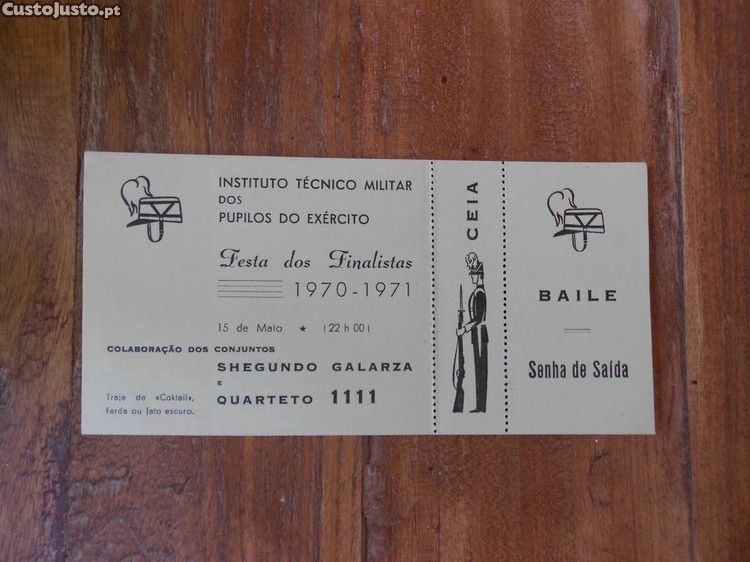 CustoJusto.pt
INSTITUTO TÉCNICO MILITAR
DOS
PUPILOS DO EXÉRCITO
Festa dos Finalistas
1970-1971
15 de Maio ★ (22 h 00)
COLABORAÇÃO DOS CONJUNTOS
SHEGUNDO GALARZA
E
QUARTETO 1111
Traje de «Coktail»,
Farda ou fato escuro.
CEIA
BAILE
Senha de Saída